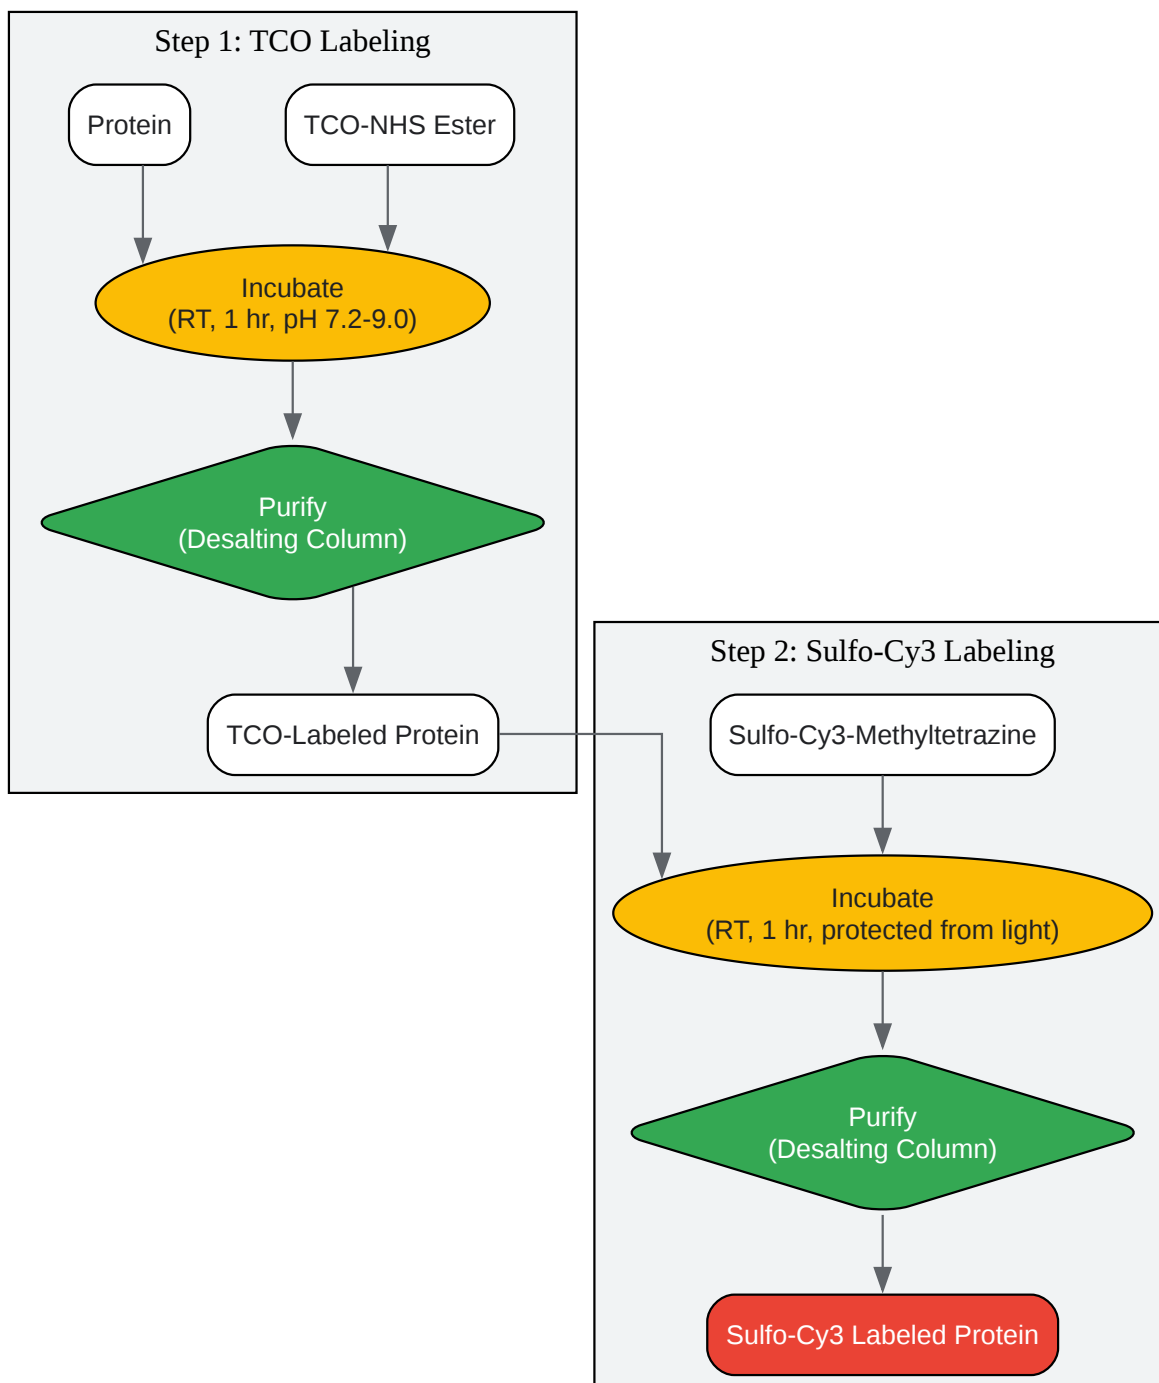 Step 1: TCO Labeling
Protein
TCO-NHS Ester
Incubate
(RT, 1 hr, pH 7.2-9.0)
Purify
(Desalting Column)
TCO-Labeled Protein
Step 2: Sulfo-Cy3 Labeling
Sulfo-Cy3-Methyltetrazine
Incubate
(RT, 1 hr, protected from light)
Purify
(Desalting Column)
Sulfo-Cy3 Labeled Protein